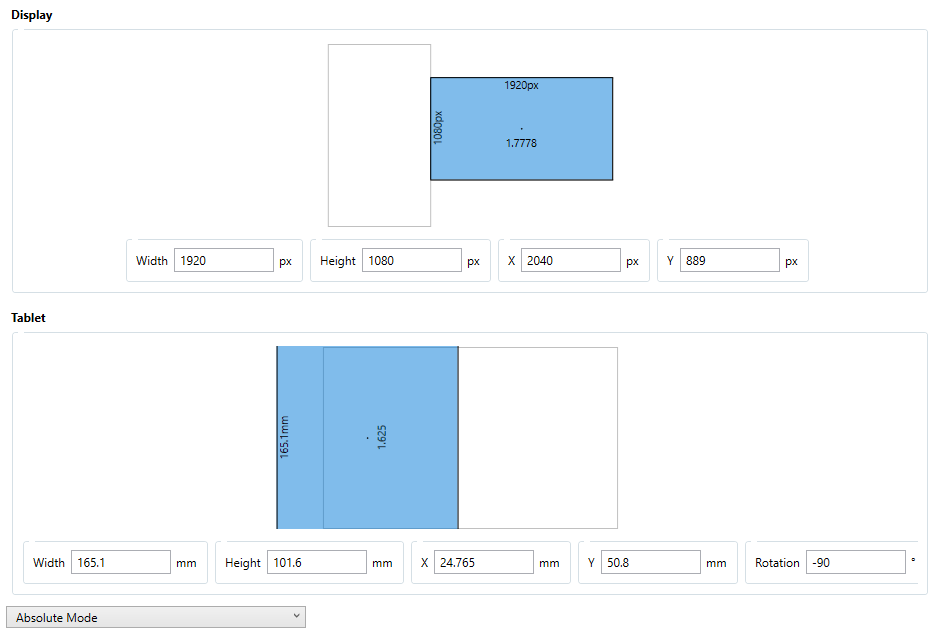 Display
1920px
1080px
1.7778
Width 1920 px Height 1080 px X 2040 px Y 889 px
Tablet
165.1mm
1.625
Width 165.1 mm Height 101.6 mm X 24.765 mm Y 50.8 mm Rotation -90 °
Absolute Mode